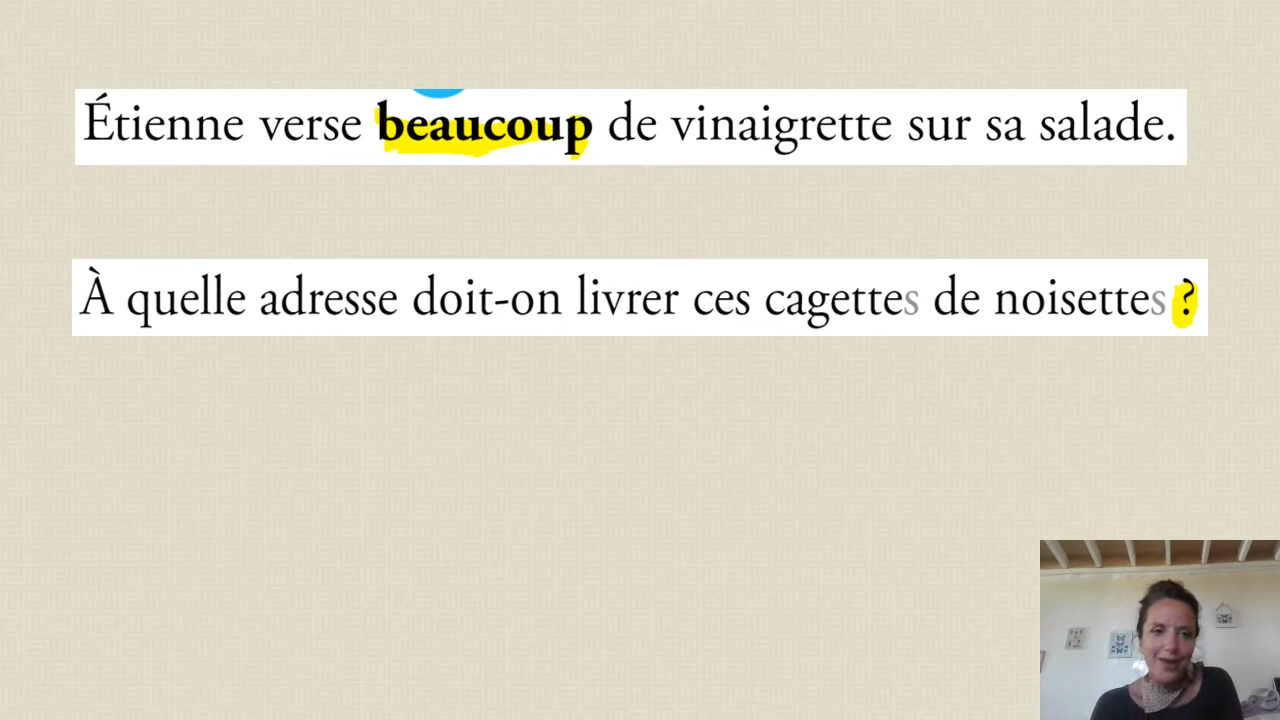 Étienne verse beaucoup de vinaigrette sur sa salade.
À quelle adresse doit-on livrer ces cagettes de noisettes ?